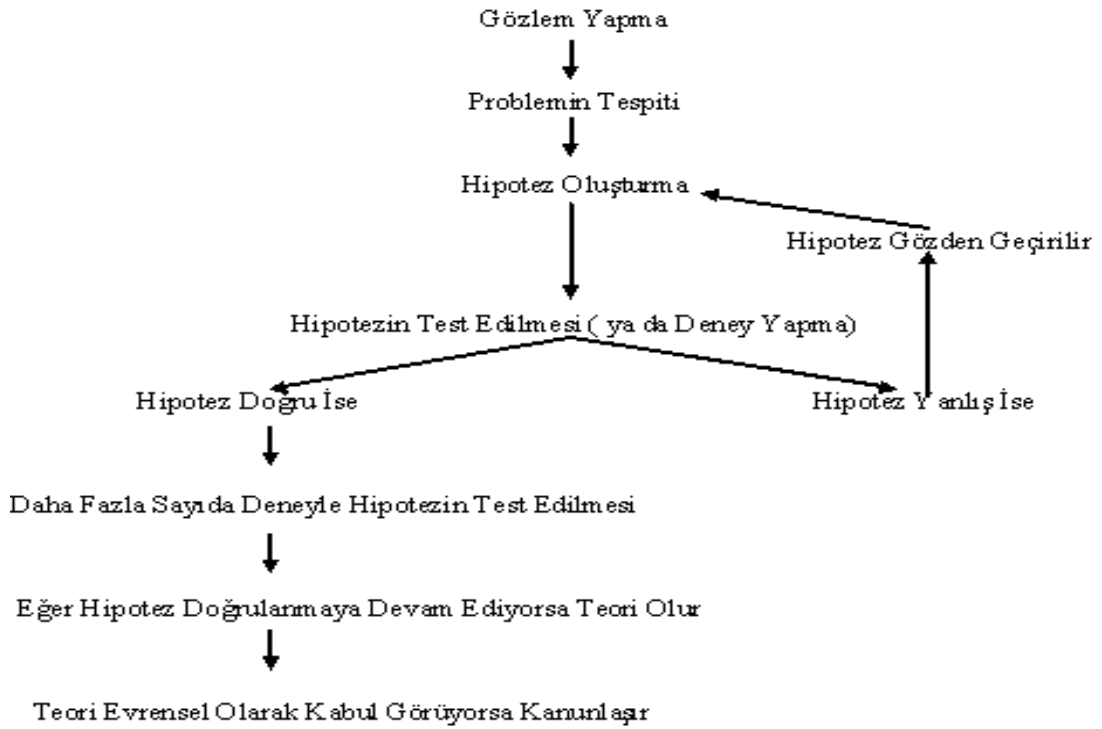 Gözlem Yapma
Problemin Tespiti
Hipotez Oluşturma
Hipotez Gözden Geçirilir
Hipotezin Test Edilmesi ( ya da Deney Yapma)
Hipotez Doğru İse
Hipotez Yanlış İse
Daha Fazla Sayıda Deneyle Hipotezin Test Edilmesi
Eğer Hipotez Doğrulanmaya Devam Ediyorsa Teori Olur
Teori Evrensel Olarak Kabul Görüyorsa Kanunlaşır